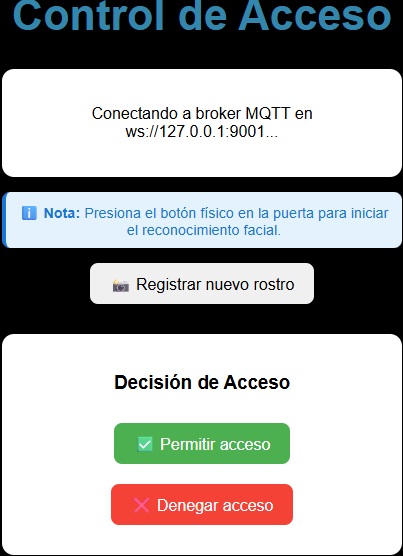 Control de Acceso
Conectando a broker MQTT en
ws://127.0.0.1:9001...
ℹ️ Nota: Presiona el botón físico en la puerta para iniciar
el reconocimiento facial.
📸 Registrar nuevo rostro
Decisión de Acceso
✅ Permitir acceso
❌ Denegar acceso